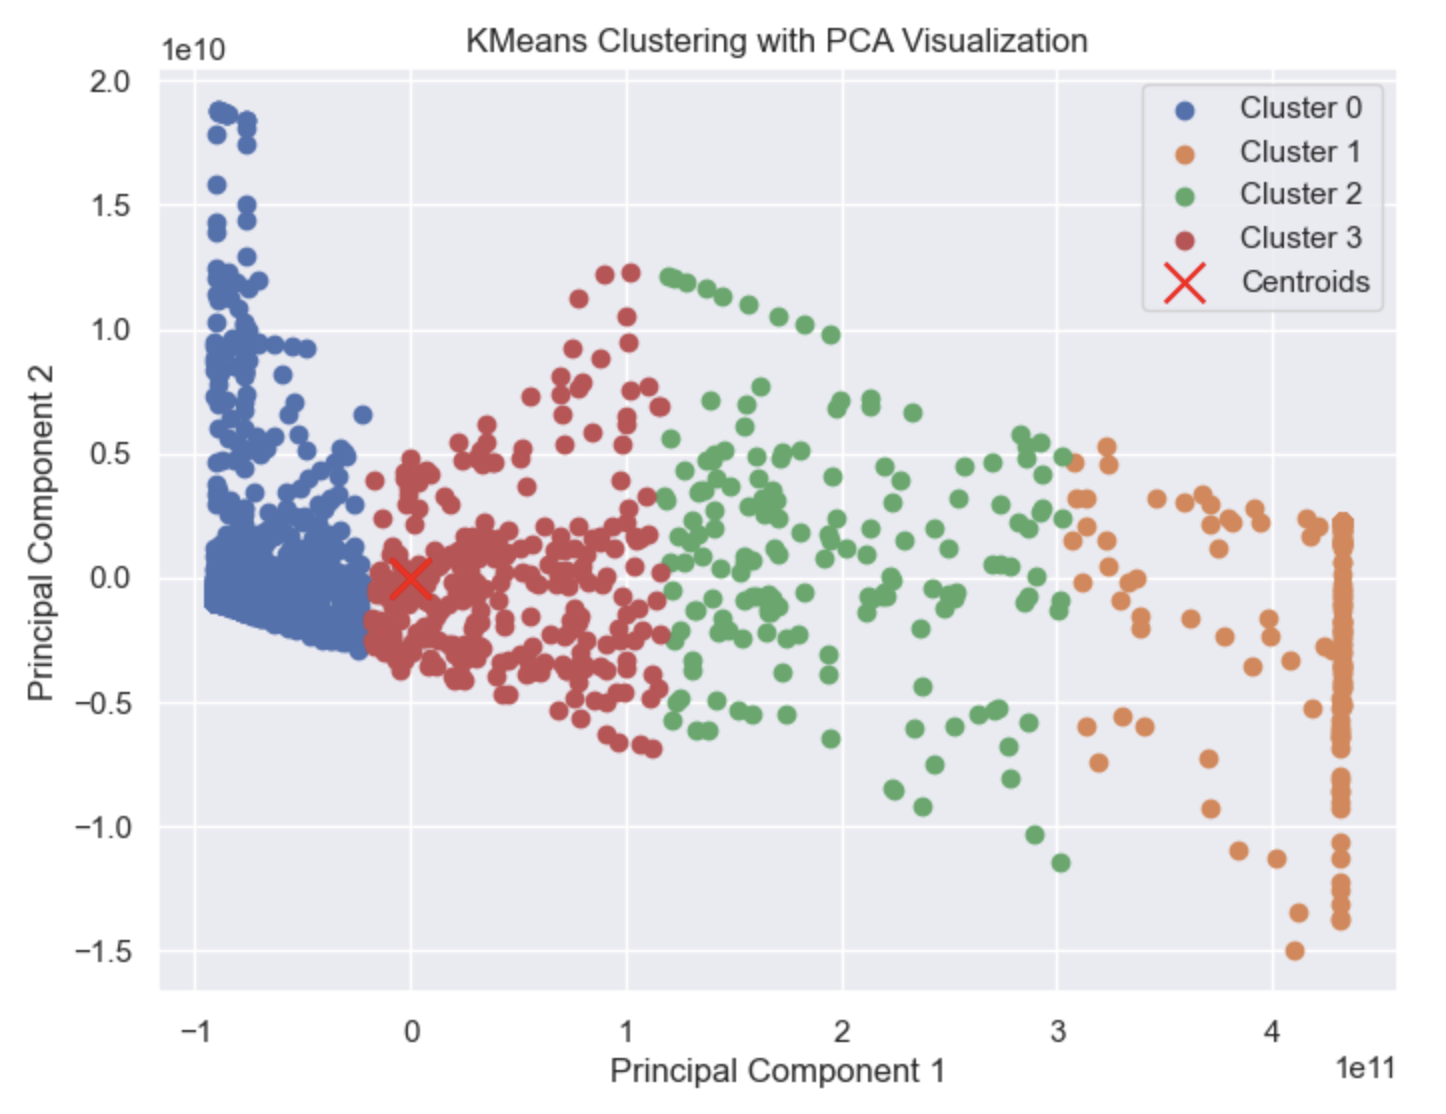 KMeans Clustering with PCA Visualization
1e10
2.0
1.5
1.0
0.5
0.0
−0.5
−1.0
−1.5
Principal Component 2
Cluster 0
Cluster 1
Cluster 2
Cluster 3
Centroids
−1 0 1 2 3 4
1e11
Principal Component 1